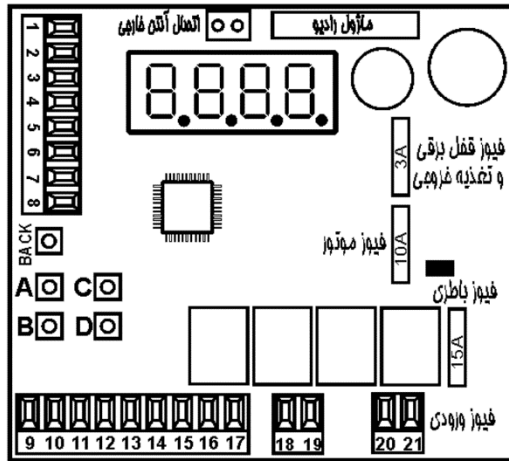 اتصال آنتن خارجی
ماژول رادیو
1
2
3
4
5
6
7
8
3A
فیوز قفل برقی
و تغذیه خروجی
10A
فیوز موتور
BACK
A C
B D
فیوز باطری
15A
فیوز ورودی
9 10 11 12 13 14 15 16 17
18 19
20 21